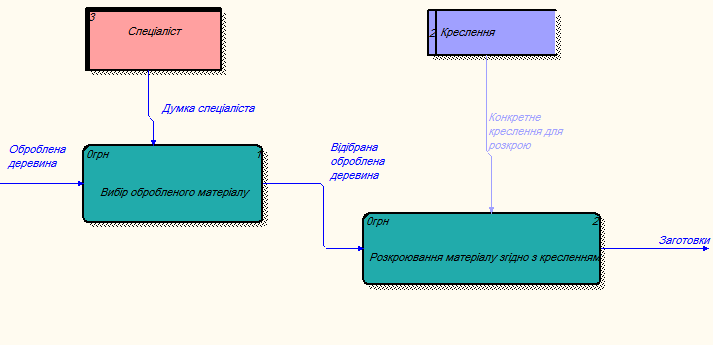 3
Спеціаліст
2
Креслення
Думка спеціаліста
Конкретне
креслення для
розкрою
Оброблена
деревина
0грн
1
Вибір обробленого матеріалу
Відібрана
оброблена
деревина
0грн
2
Розкроювання матеріалу згідно з кресленням
Заготовки